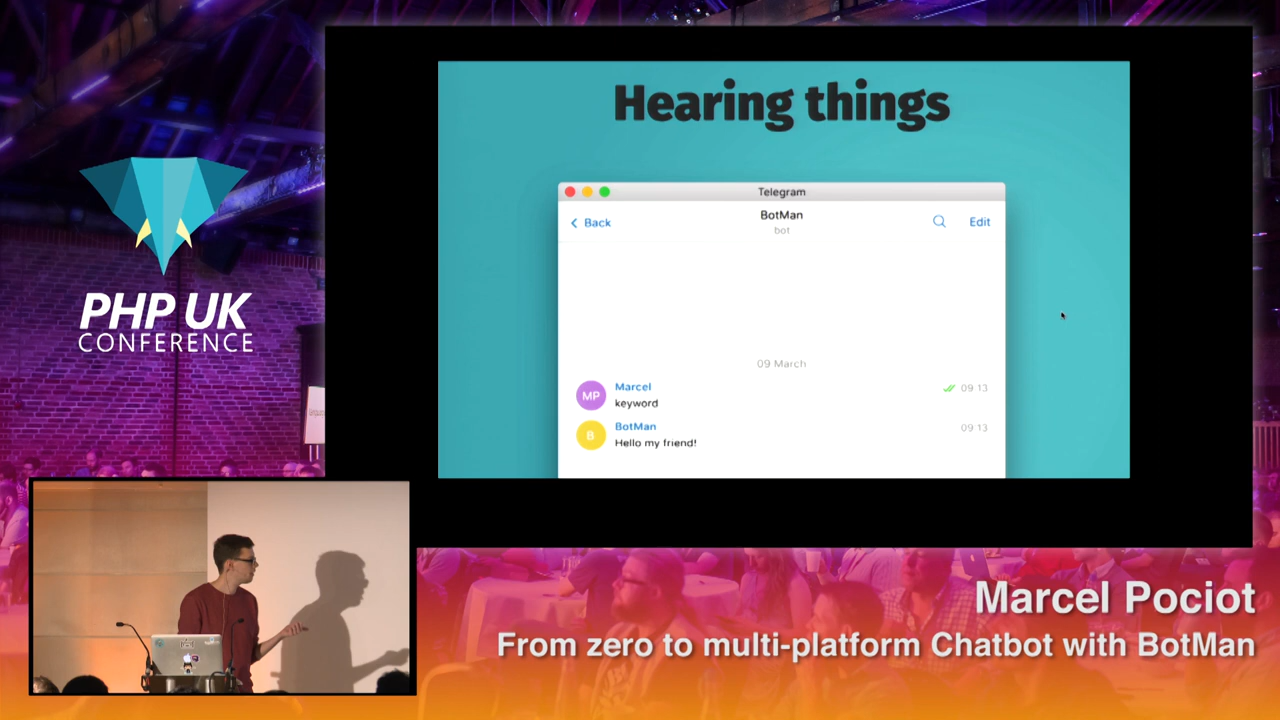 Hearing things
Telegram
Back
BotMan
Edit
bot
09 March
MP
Marcel
09:13
keyword
B
BotMan
09:13
Hello my friend!
PHP UK
CONFERENCE
Marcel Pociot
From zero to multi-platform Chatbot with BotMan